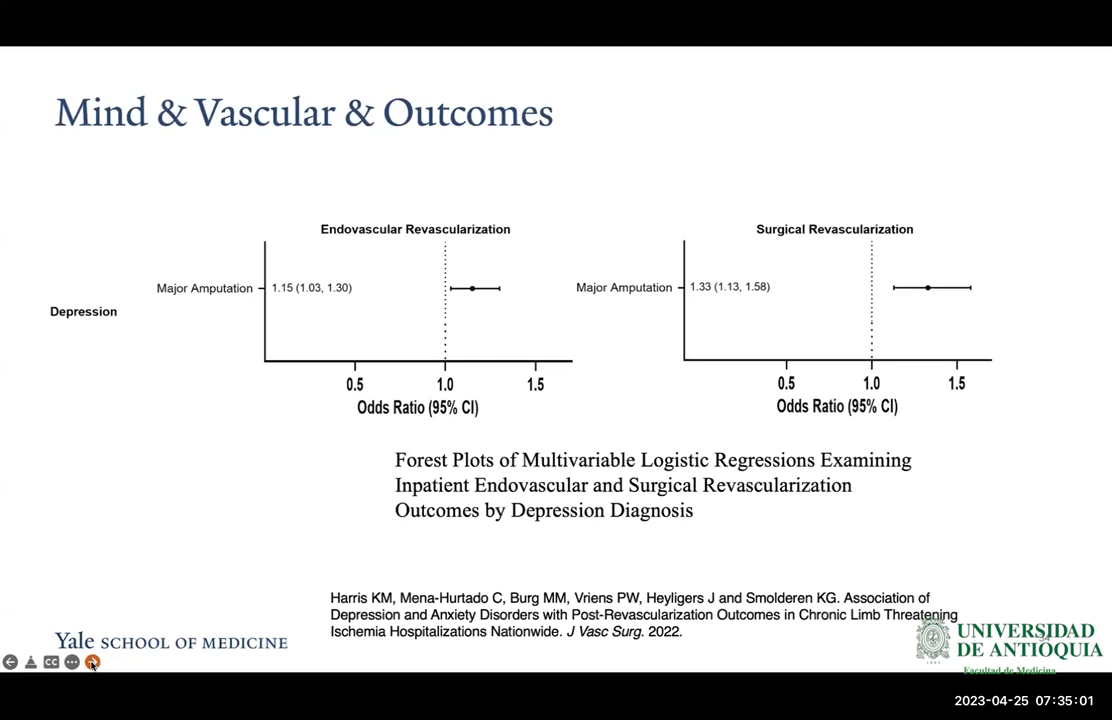 Mind & Vascular & Outcomes
Endovascular Revascularization
Major Amputation
1.15 (1.03, 1.30)
0.5
1.0
1.5
Odds Ratio (95% CI)
Surgical Revascularization
Major Amputation
1.33 (1.13, 1.58)
0.5
1.0
1.5
Odds Ratio (95% CI)
Depression
Forest Plots of Multivariable Logistic Regressions Examining
Inpatient Endovascular and Surgical Revascularization
Outcomes by Depression Diagnosis
Harris KM, Mena-Hurtado C, Burg MM, Vriens PW, Heyligers J and Smolderen KG. Association of
Depression and Anxiety Disorders with Post-Revascularization Outcomes in Chronic Limb Threatening
Ischemia Hospitalizations Nationwide. J Vasc Surg. 2022.
Yale SCHOOL OF MEDICINE
CC
UNIVERSIDAD
DE ANTIOQUIA
Facultad de Medicina
2023-04-25 07:35:01